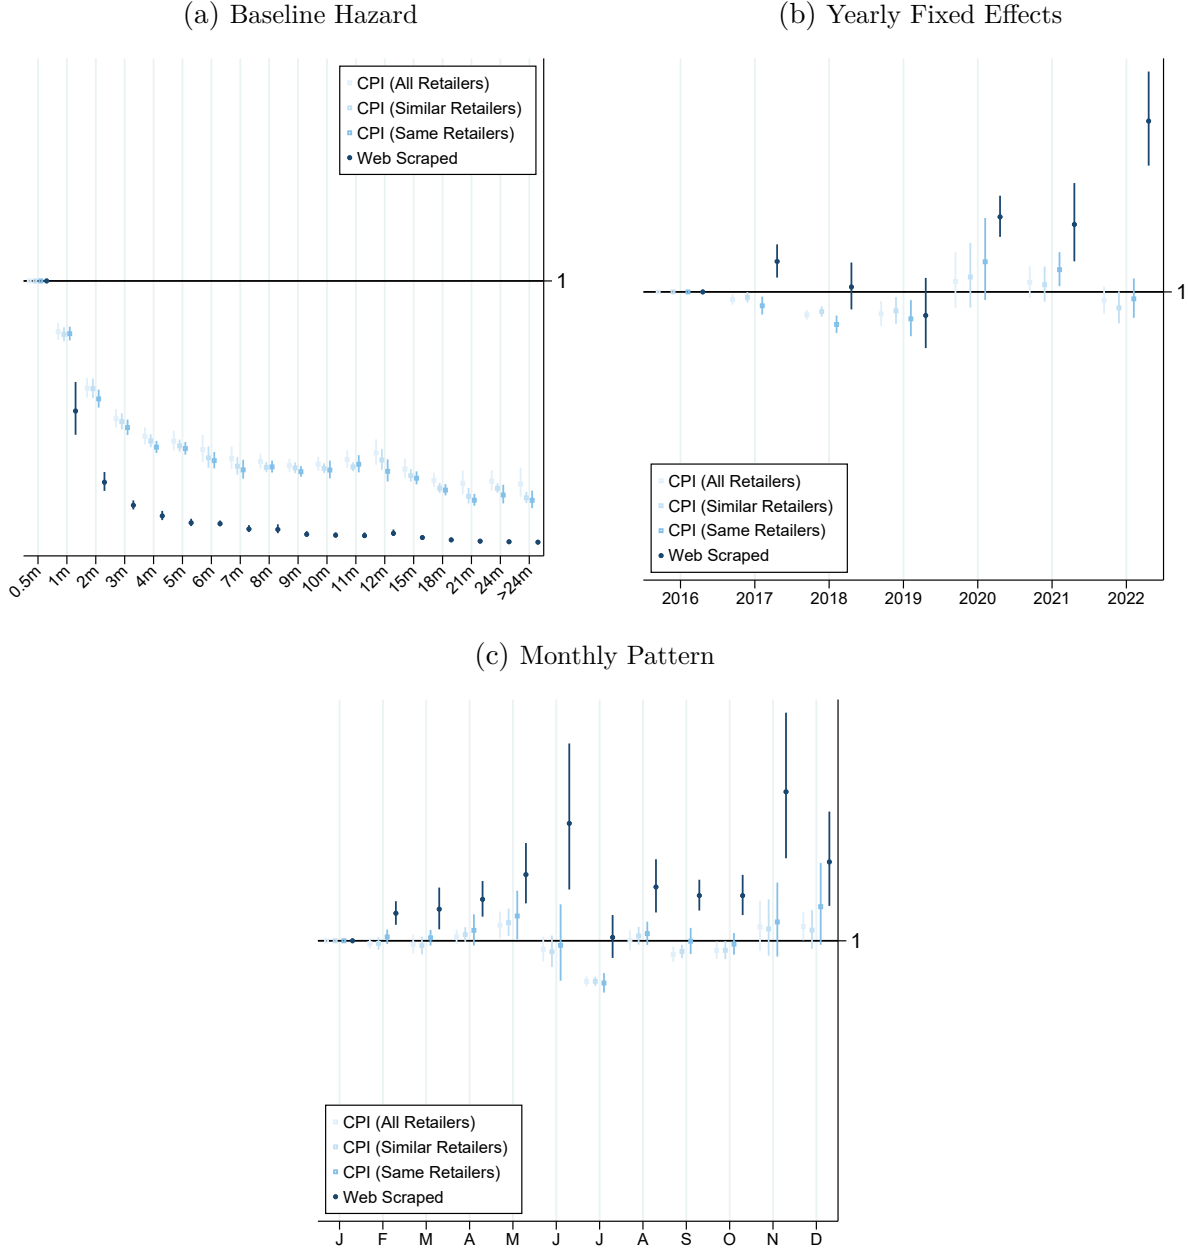 (a) Baseline Hazard
CPI (All Retailers)
CPI (Similar Retailers)
CPI (Same Retailers)
Web Scraped
1
0.5m 1m 2m 3m 4m 5m 6m 7m 8m 9m 10m 11m 12m 15m 18m 21m 24m >24m
(b) Yearly Fixed Effects
1
CPI (All Retailers)
CPI (Similar Retailers)
CPI (Same Retailers)
Web Scraped
2016 2017 2018 2019 2020 2021 2022
(c) Monthly Pattern
1
CPI (All Retailers)
CPI (Similar Retailers)
CPI (Same Retailers)
Web Scraped
J F M A M J J A S O N D